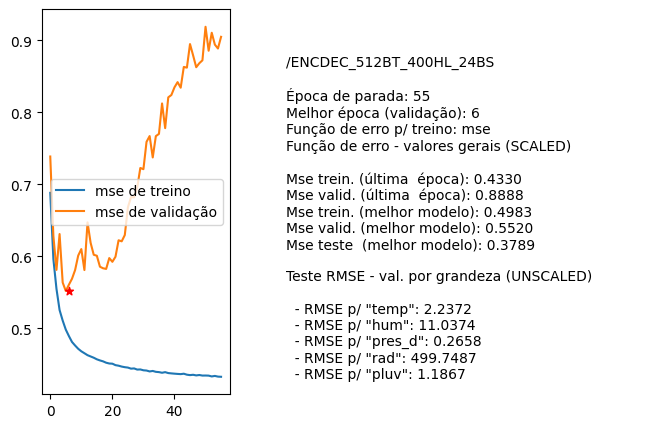 /ENCDEC_512BT_400HL_24BS
Época de parada: 55
Melhor época (validação): 6
Função de erro p/ treino: mse
Função de erro - valores gerais (SCALED)
Mse trein. (última  época): 0.4330
Mse valid. (última  época): 0.8888
Mse trein. (melhor modelo): 0.4983
Mse valid. (melhor modelo): 0.5520
Mse teste  (melhor modelo): 0.3789
Teste RMSE - val. por grandeza (UNSCALED)
- RMSE p/ "temp": 2.2372
- RMSE p/ "hum": 11.0374
- RMSE p/ "pres_d": 0.2658
- RMSE p/ "rad": 499.7487
- RMSE p/ "pluv": 1.1867
0.9
0.8
0.7
0.6
0.5
mse de treino
mse de validação
0 20 40